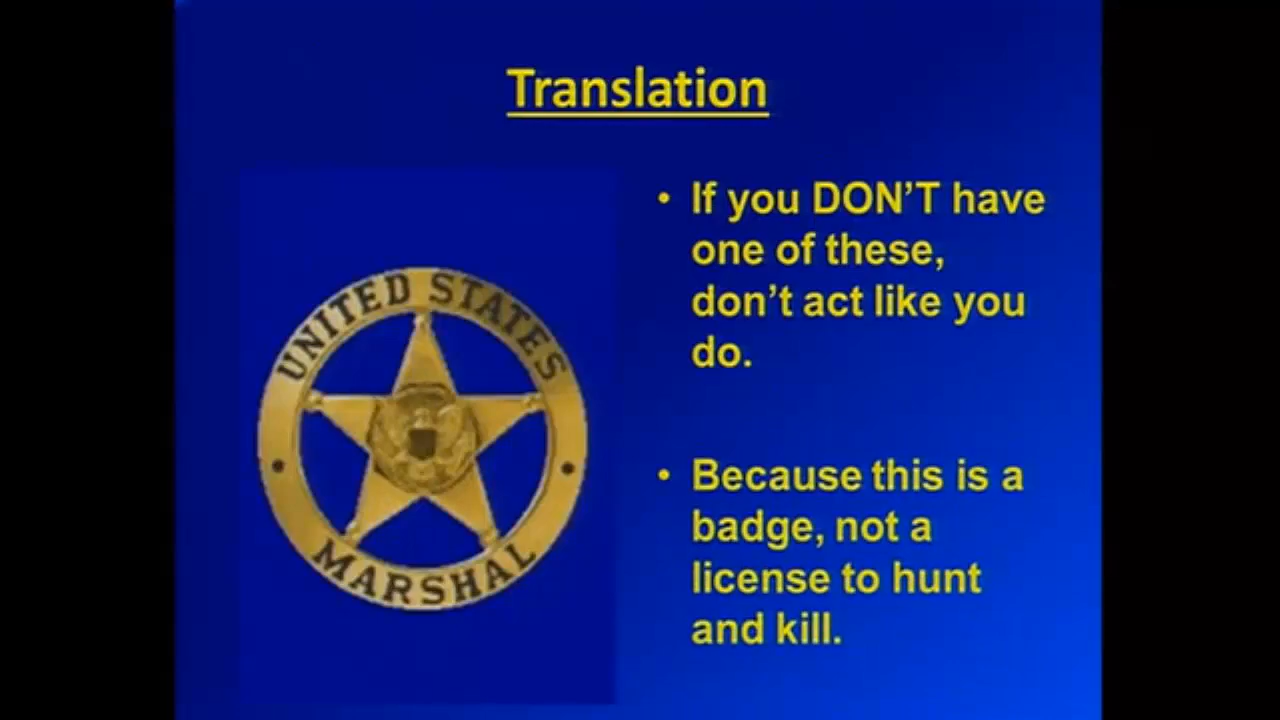 Translation
UNITED STATES
MARSHAL
• If you DON'T have
one of these,
don't act like you
do.
• Because this is a
badge, not a
license to hunt
and kill.